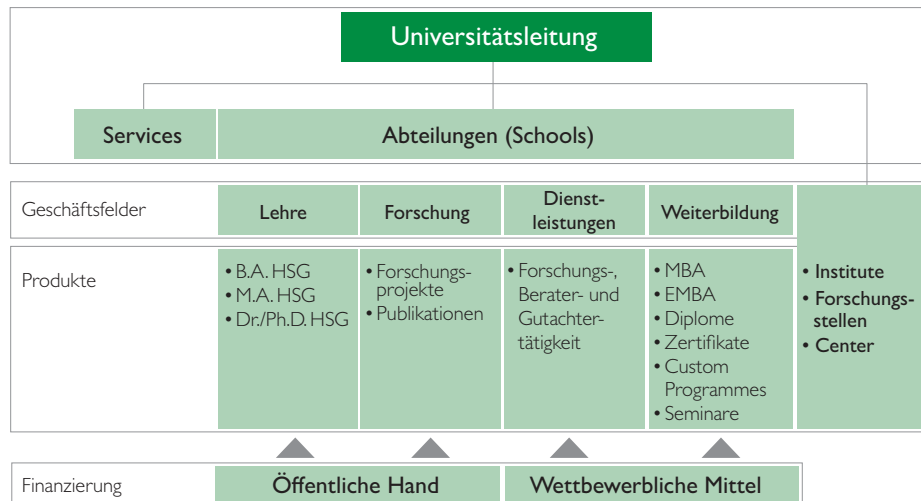 Universitätsleitung
Services
Abteilungen (Schools)
Geschäftsfelder
Lehre
Forschung
Dienst-
leistungen
Weiterbildung
Produkte
• B.A. HSG
• M.A. HSG
• Dr./Ph.D. HSG
• Forschungs-
projekte
• Publikationen
• Forschungs-,
Berater- und
Gutachter-
tätigkeit
• MBA
• EMBA
• Diplome
• Zertifikate
• Custom
Programmes
• Seminare
• Institute
• Forschungs-
stellen
• Center
Finanzierung
Öffentliche Hand
Wettbewerbliche Mittel